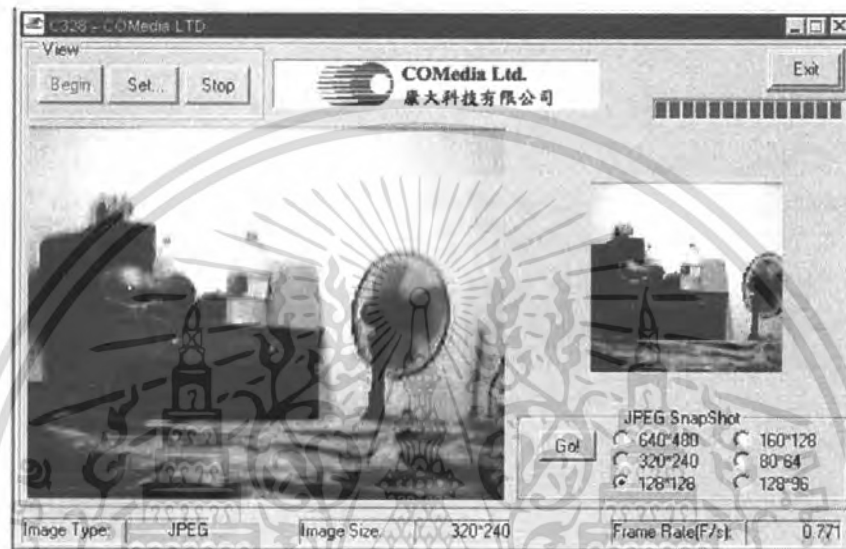 C328 - COMedia LTD
View
Begin Set... Stop
COMedia Ltd.
康大科技有限公司
Exit
JPEG SnapShot
Go!
640*480 160*128
320*240 80*64
128*128 128*96
Image Type: JPEG Image Size: 320*240 Frame Rate(F/s): 0.771